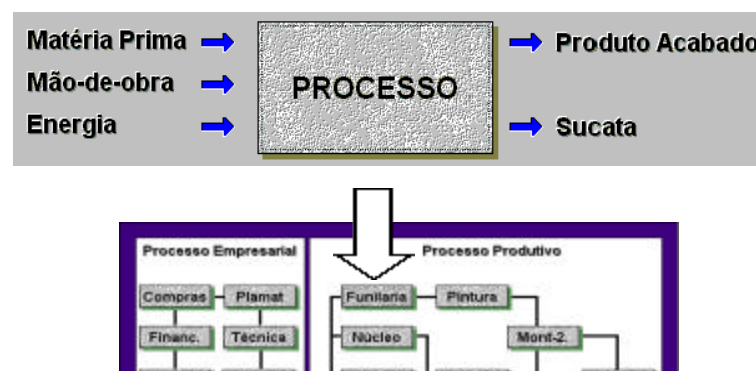 Matéria Prima
Mão-de-obra
Energia
PROCESSO
Produto Acabado
Sucata
Processo Empresarial
Processo Produtivo
Compras
Plamat
Funilaria
Pintura
Financ.
Técnica
Núcleo
Mont-2.